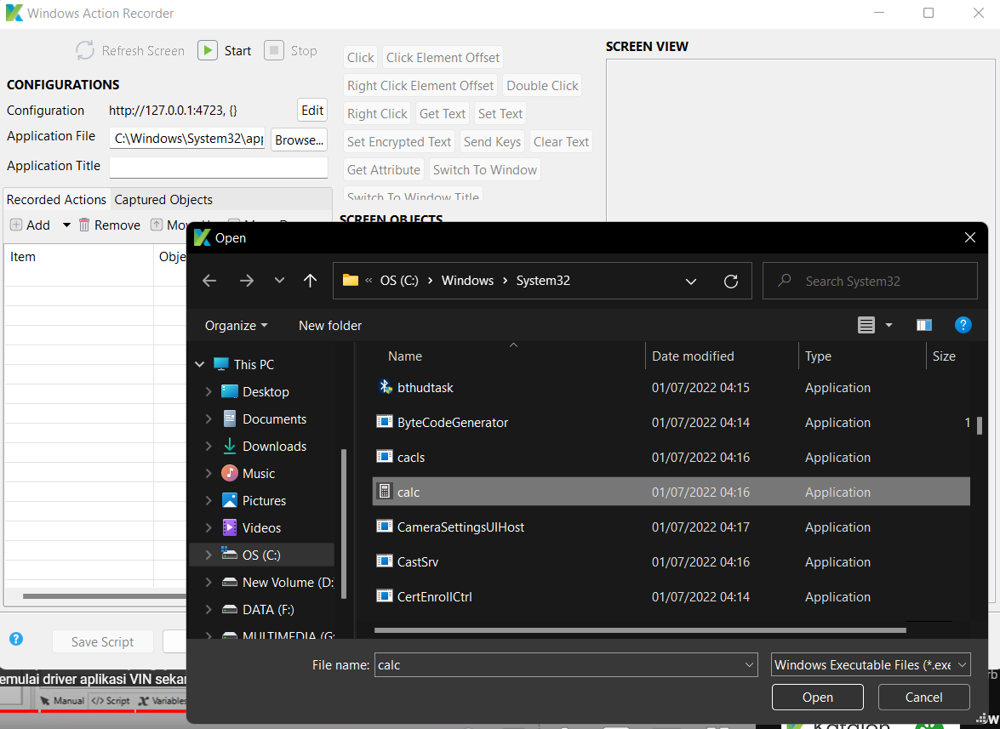 Windows Action Recorder
Refresh Screen Start Stop
CONFIGURATIONS
Configuration http://127.0.0.1:4723, {} Edit
Application File C:\Windows\System32\ap Browse...
Application Title
Recorded Actions Captured Objects
Add Remove Mov
Item Obje
Click Click Element Offset
Right Click Element Offset Double Click
Right Click Get Text Set Text
Set Encrypted Text Send Keys Clear Text
Get Attribute Switch To Window
Switch To Window Title
SCREEN OBJECTS
SCREEN VIEW
Open
« OS (C:) › Windows › System32
Search System32
Organize New folder
This PC
Desktop
Documents
Downloads
Music
Pictures
Videos
OS (C:)
New Volume (D:
DATA (F:)
MULTIMEDIA (G:
Name Date modified Type Size
bthudtask 01/07/2022 04:15 Application
ByteCodeGenerator 01/07/2022 04:14 Application 1
cacls 01/07/2022 04:16 Application
calc 01/07/2022 04:16 Application
CameraSettingsUIHost 01/07/2022 04:17 Application
CastSrv 01/07/2022 04:16 Application
CertEnrollCtrl 01/07/2022 04:14 Application
File name: calc Windows Executable Files (*.exe
Open Cancel
? Save Script
emulai driver aplikasi VIN sekar
Manual </> Script Variables
Katalon